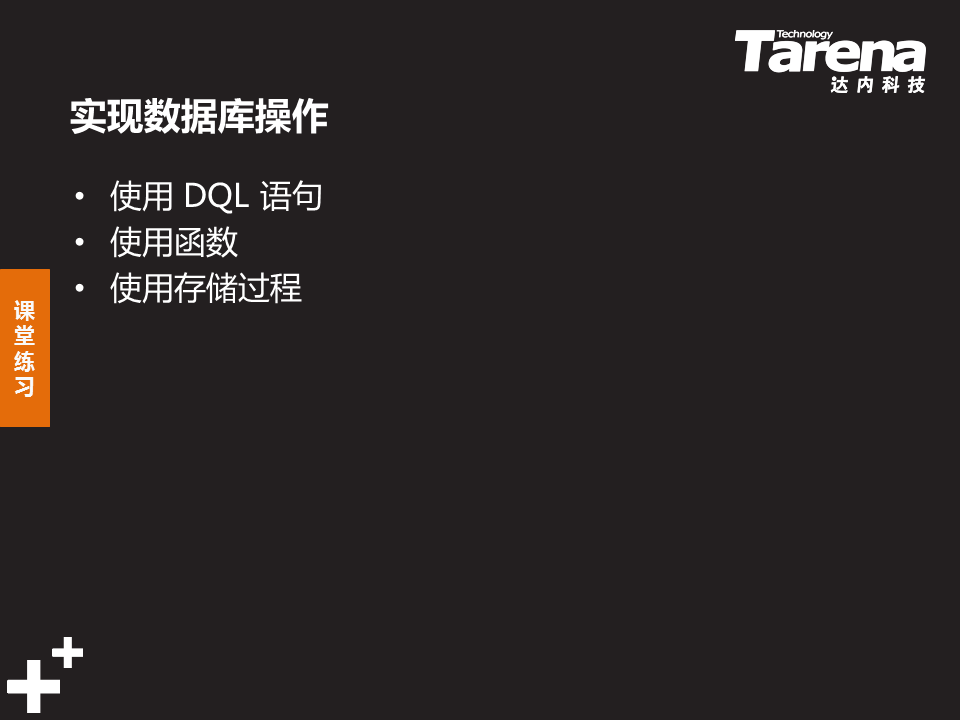 Technology
Tarena
达内科技
实现数据库操作
• 使用 DQL 语句
• 使用函数
• 使用存储过程
课
堂
练
习